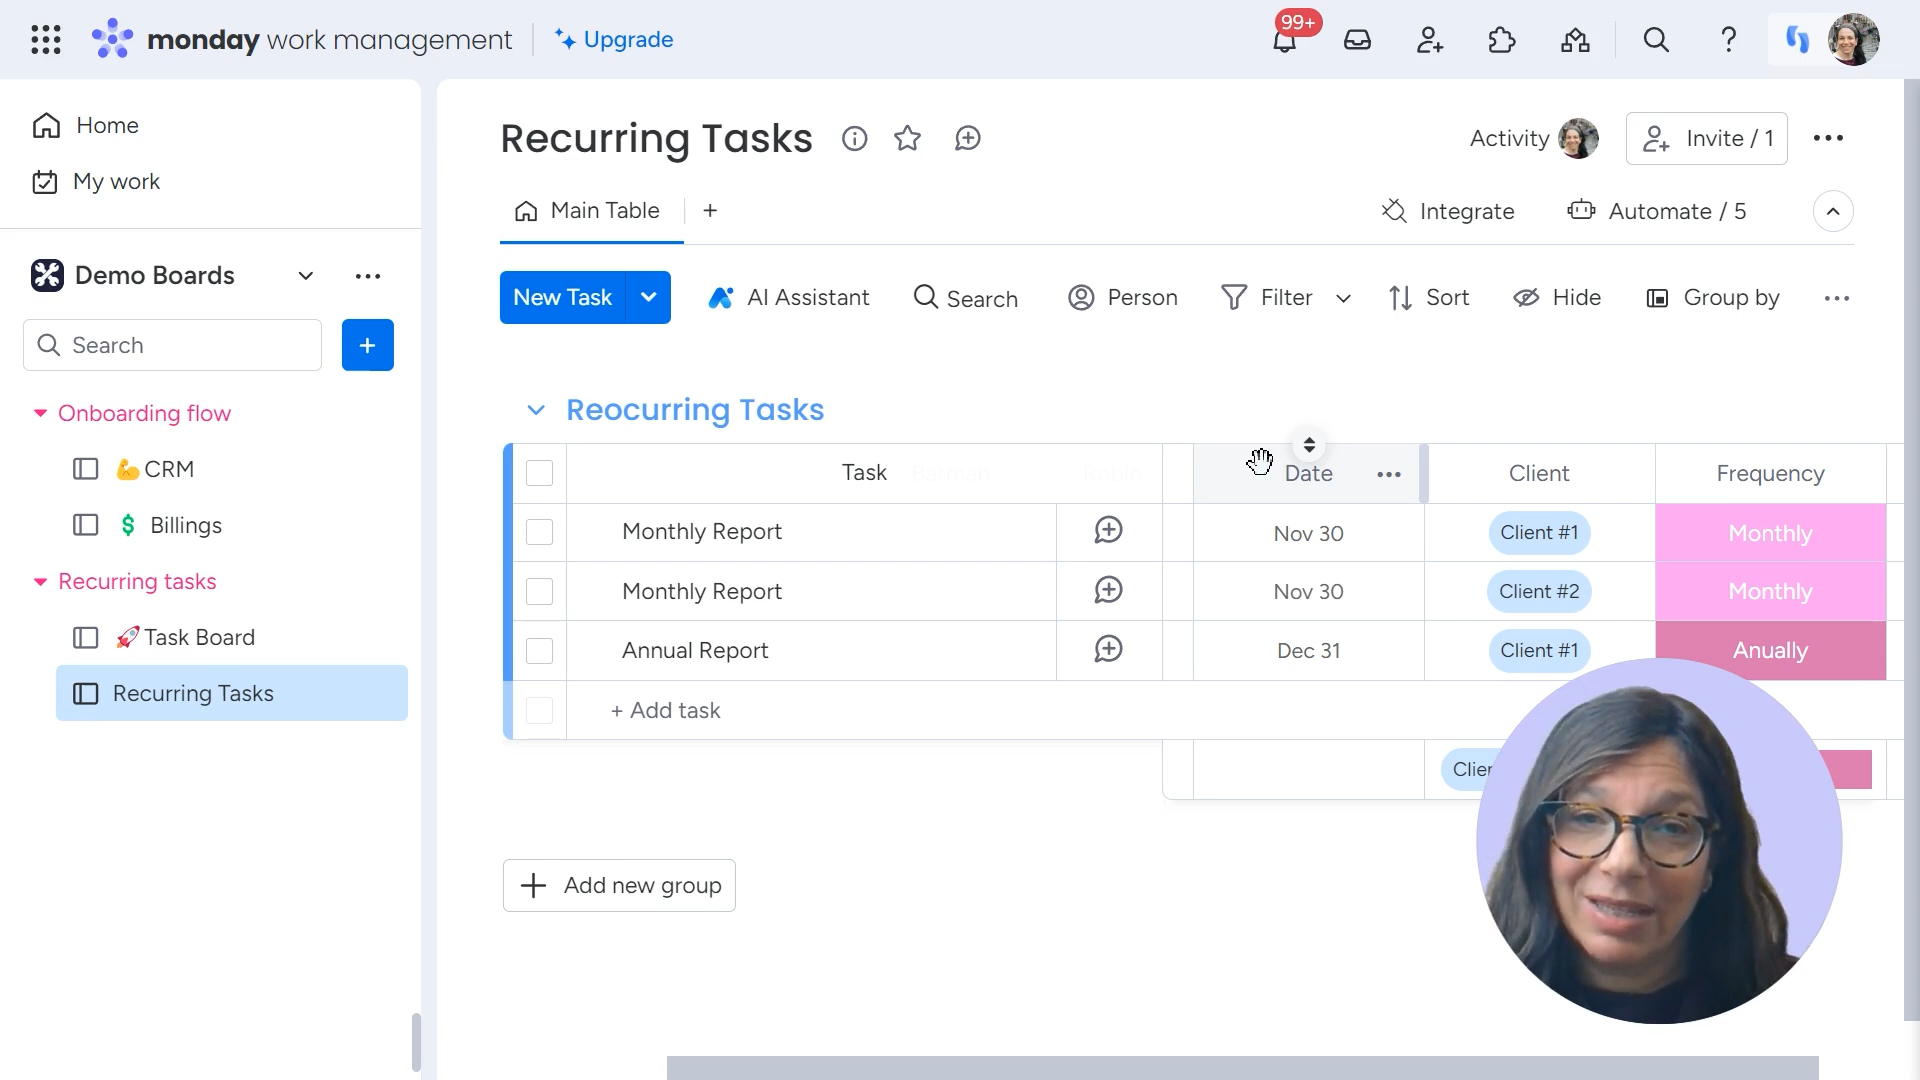 monday work management
Upgrade
99+
Home
My work
Demo Boards
Search
Onboarding flow
CRM
Billings
Recurring tasks
Task Board
Recurring Tasks
Recurring Tasks
Activity
Invite / 1
Main Table
Integrate
Automate / 5
New Task
AI Assistant
Search
Person
Filter
Sort
Hide
Group by
Reocurring Tasks
Task
Date
Client
Frequency
Monthly Report
Nov 30
Client #1
Monthly
Monthly Report
Nov 30
Client #2
Monthly
Annual Report
Dec 31
Client #1
Anually
+ Add task
Add new group